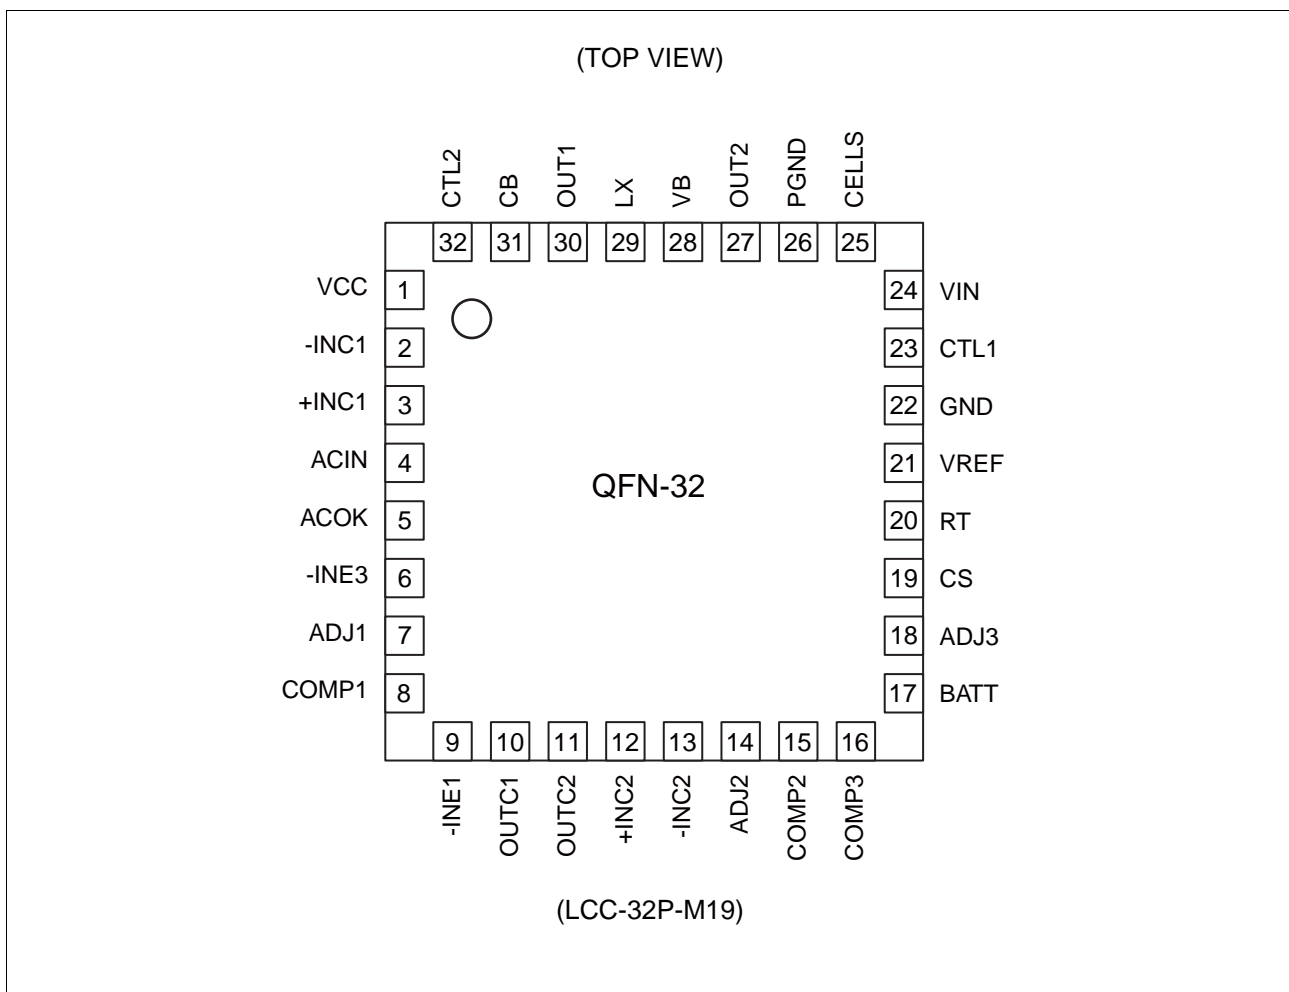 (TOP VIEW)
CTL2
CB
OUT1
LX
VB
OUT2
PGND
CELLS
32 31 30 29 28 27 26 25
VCC 1
-INC1 2
+INC1 3
ACIN 4
ACOK 5
-INE3 6
ADJ1 7
COMP1 8
QFN-32
24 VIN
23 CTL1
22 GND
21 VREF
20 RT
19 CS
18 ADJ3
17 BATT
9 10 11 12 13 14 15 16
-INE1
OUTC1
OUTC2
+INC2
-INC2
ADJ2
COMP2
COMP3
(LCC-32P-M19)